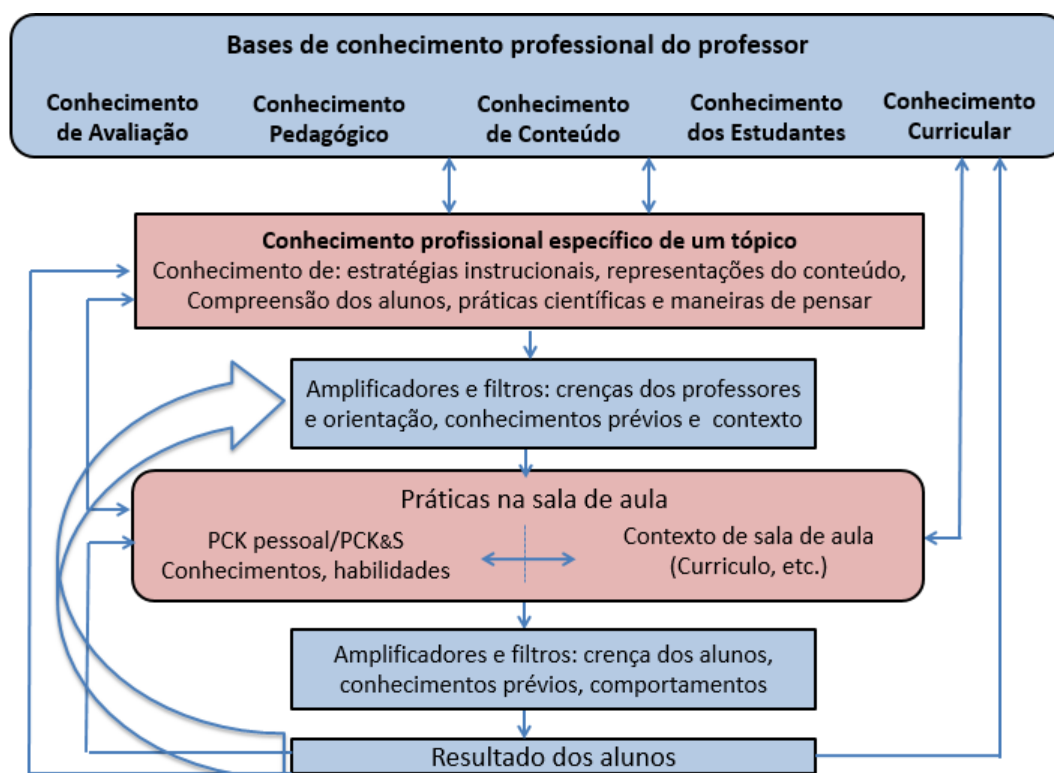 Bases de conhecimento professional do professor
Conhecimento de Avaliação
Conhecimento Pedagógico
Conhecimento de Conteúdo
Conhecimento dos Estudantes
Conhecimento Curricular
Conhecimento profissional específico de um tópico
Conhecimento de: estratégias instrucionais, representações do conteúdo,
Compreensão dos alunos, práticas científicas e maneiras de pensar
Amplificadores e filtros: crenças dos professores
e orientação, conhecimentos prévios e contexto
Práticas na sala de aula
PCK pessoal/PCK&S
Conhecimentos, habilidades
Contexto de sala de aula
(Curriculo, etc.)
Amplificadores e filtros: crença dos alunos,
conhecimentos prévios, comportamentos
Resultado dos alunos